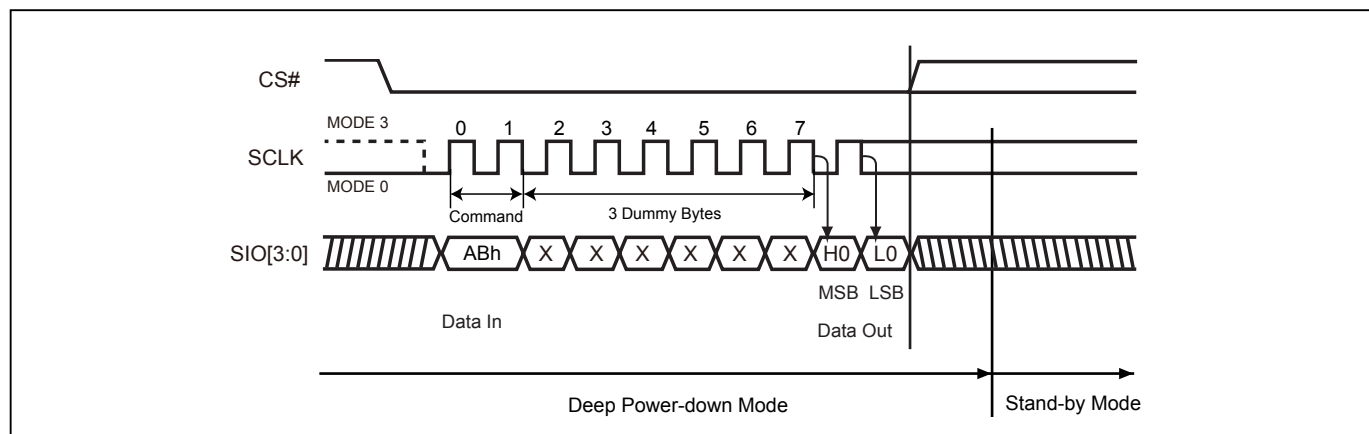 CS#
MODE 3
0 1 2 3 4 5 6 7
SCLK
MODE 0
Command
3 Dummy Bytes
SIO[3:0]
ABh X X X X X X H0 L0
MSB LSB
Data In
Data Out
Deep Power-down Mode
Stand-by Mode